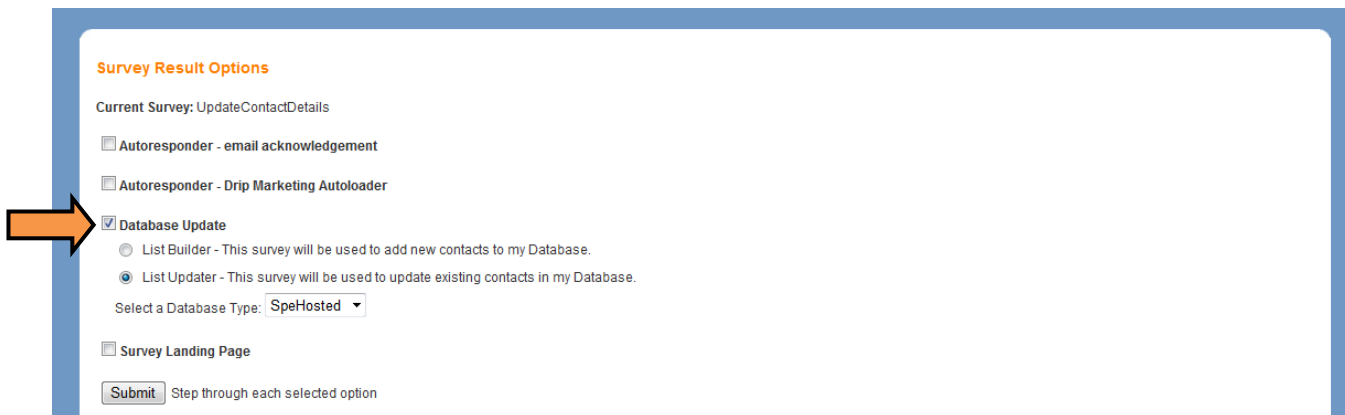 Survey Result Options
Current Survey: UpdateContactDetails
Autoresponder - email acknowledgement
Autoresponder - Drip Marketing Autoloader
Database Update
List Builder - This survey will be used to add new contacts to my Database.
List Updater - This survey will be used to update existing contacts in my Database.
Select a Database Type: SpeHosted
Survey Landing Page
Submit Step through each selected option